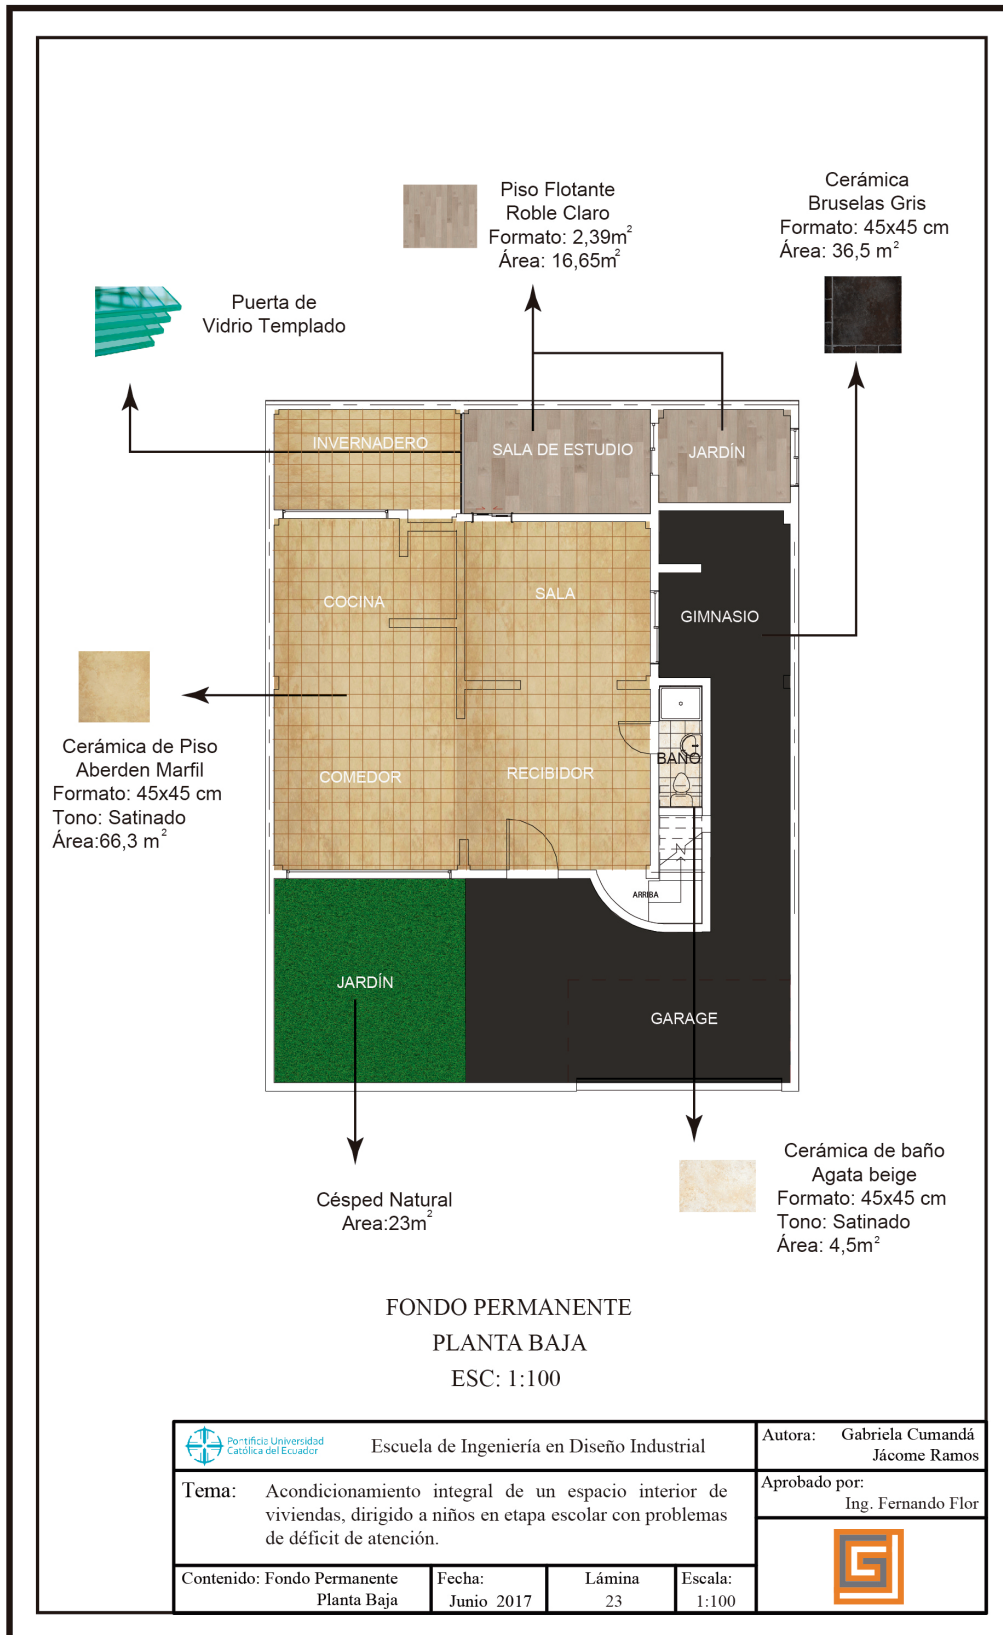 Piso Flotante
Roble Claro
Formato: 2,39m²
Área: 16,65m²
Cerámica
Bruselas Gris
Formato: 45x45 cm
Área: 36,5 m²
Puerta de
Vidrio Templado
INVERNADERO
SALA DE ESTUDIO
JARDÍN
COCINA
SALA
GIMNASIO
Cerámica de Piso
Aberden Marfil
Formato: 45x45 cm
Tono: Satinado
Área:66,3 m²
COMEDOR
RECIBIDOR
BAÑO
N
ARRIBA
JARDÍN
GARAGE
Césped Natural
Area:23m²
Cerámica de baño
Agata beige
Formato: 45x45 cm
Tono: Satinado
Área: 4,5m²
FONDO PERMANENTE
PLANTA BAJA
ESC: 1:100
Pontificia Universidad
Católica del Ecuador
Escuela de Ingeniería en Diseño Industrial
Autora: Gabriela Cumandá
Jácome Ramos
Tema: Acondicionamiento integral de un espacio interior de
viviendas, dirigido a niños en etapa escolar con problemas
de déficit de atención.
Aprobado por:
Ing. Fernando Flor
Contenido: Fondo Permanente
Planta Baja
Fecha:
Junio 2017
Lámina
23
Escala:
1:100